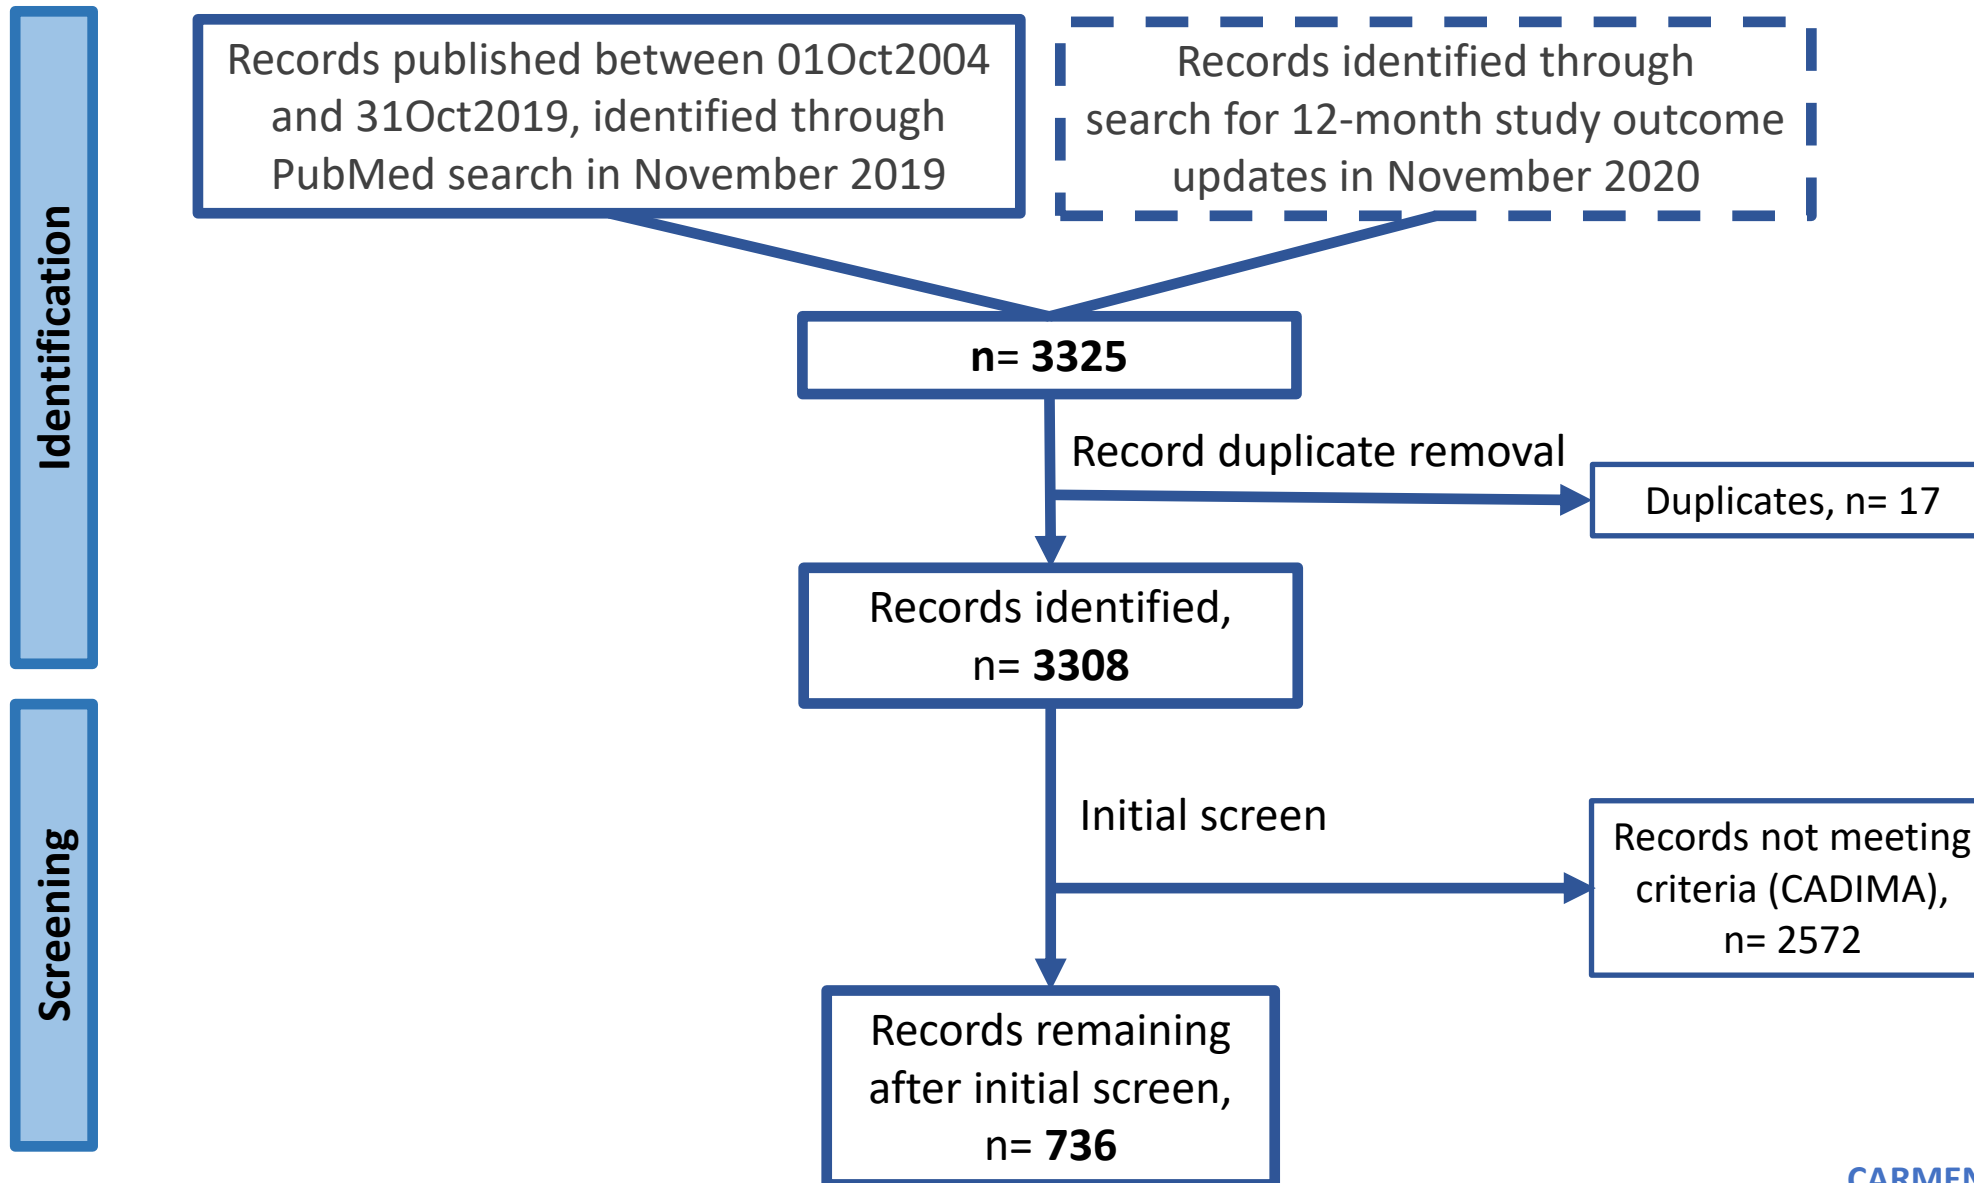 Identification
Records published between 01Oct2004
and 31Oct2019, identified through
PubMed search in November 2019
Records identified through
search for 12-month study outcome
updates in November 2020
n= 3325
Record duplicate removal
Duplicates, n= 17
Records identified,
n= 3308
Screening
Initial screen
Records not meeting
criteria (CADIMA),
n= 2572
Records remaining
after initial screen,
n= 736
CARMEN